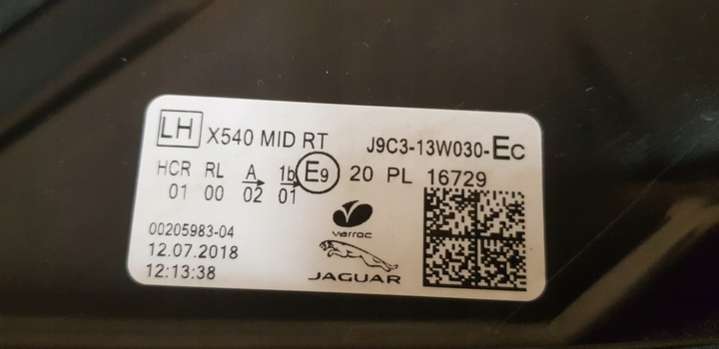 LH X540 MID RT J9C3-13W030-EC
HCR RL A 1b E9 20 PL 16729
01 00 02 01
00205983-04
12.07.2018
12:13:38
varroc
JAGUAR